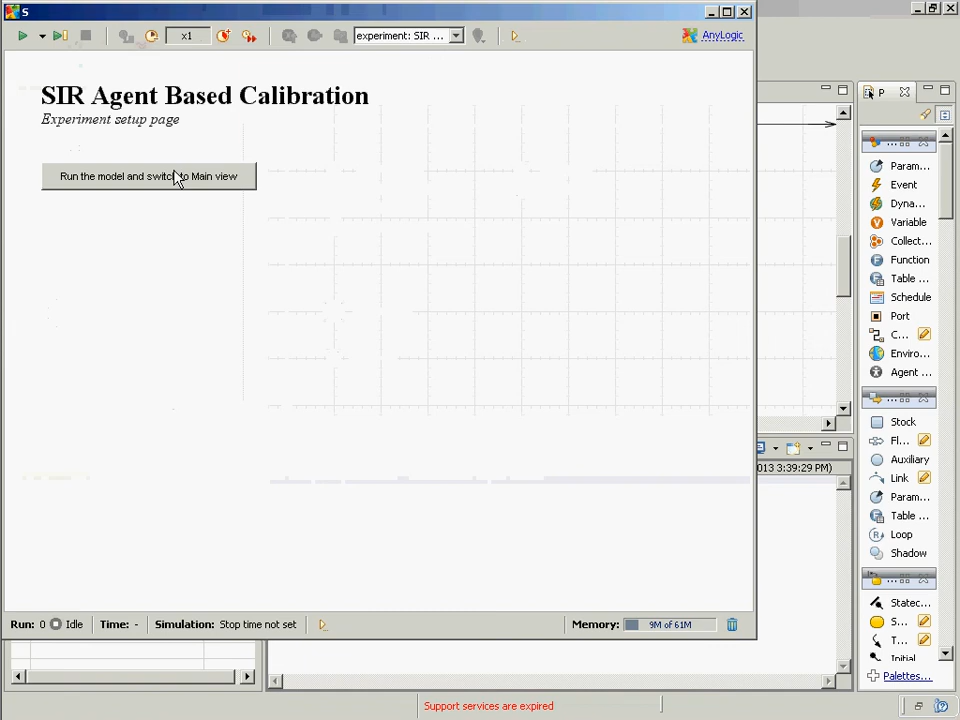 S
x1
experiment: SIR ...
AnyLogic
SIR Agent Based Calibration
Experiment setup page
Run the model and switch to Main view
Run: 0
Idle
Time: -
Simulation: Stop time not set
Memory:
9M of 61M
P
Param...
Event
Dyna...
Variable
Collect...
Function
Table ...
Schedule
Port
C...
Enviro...
Agent ...
Stock
Fl...
Auxiliary
Link
Param...
Table ...
Loop
Shadow
Statec...
S...
T...
Initial
Palettes...
013 3:39:29 PM)
Support services are expired